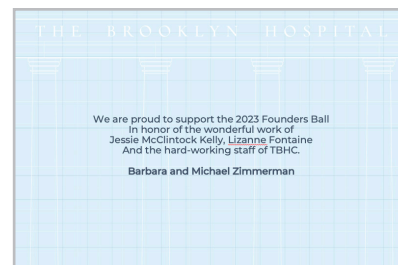 THE BROOKLYN HOSPITAL
We are proud to support the 2023 Founders Ball
In honor of the wonderful work of
Jessie McClintock Kelly, Lizanne Fontaine
And the hard-working staff of TBHC.
Barbara and Michael Zimmerman